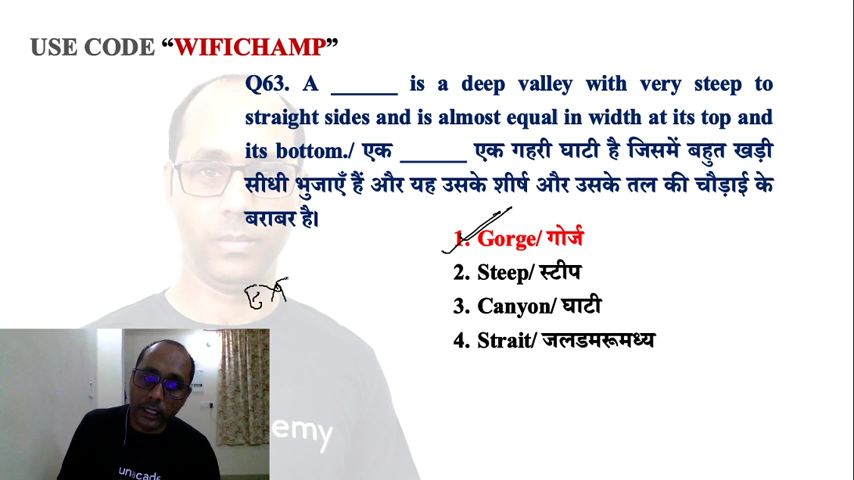 USE CODE “WIFICHAMP”
Q63. A ______ is a deep valley with very steep to
straight sides and is almost equal in width at its top and
its bottom./ एक ______ एक गहरी घाटी है जिसमें बहुत खड़ी
सीधी भुजाएँ हैं और यह उसके शीर्ष और उसके तल की चौड़ाई के
बराबर है।
1. Gorge/ गोर्ज
2. Steep/ स्टीप
3. Canyon/ घाटी
4. Strait/ जलडमरूमध्य
emy
unacade